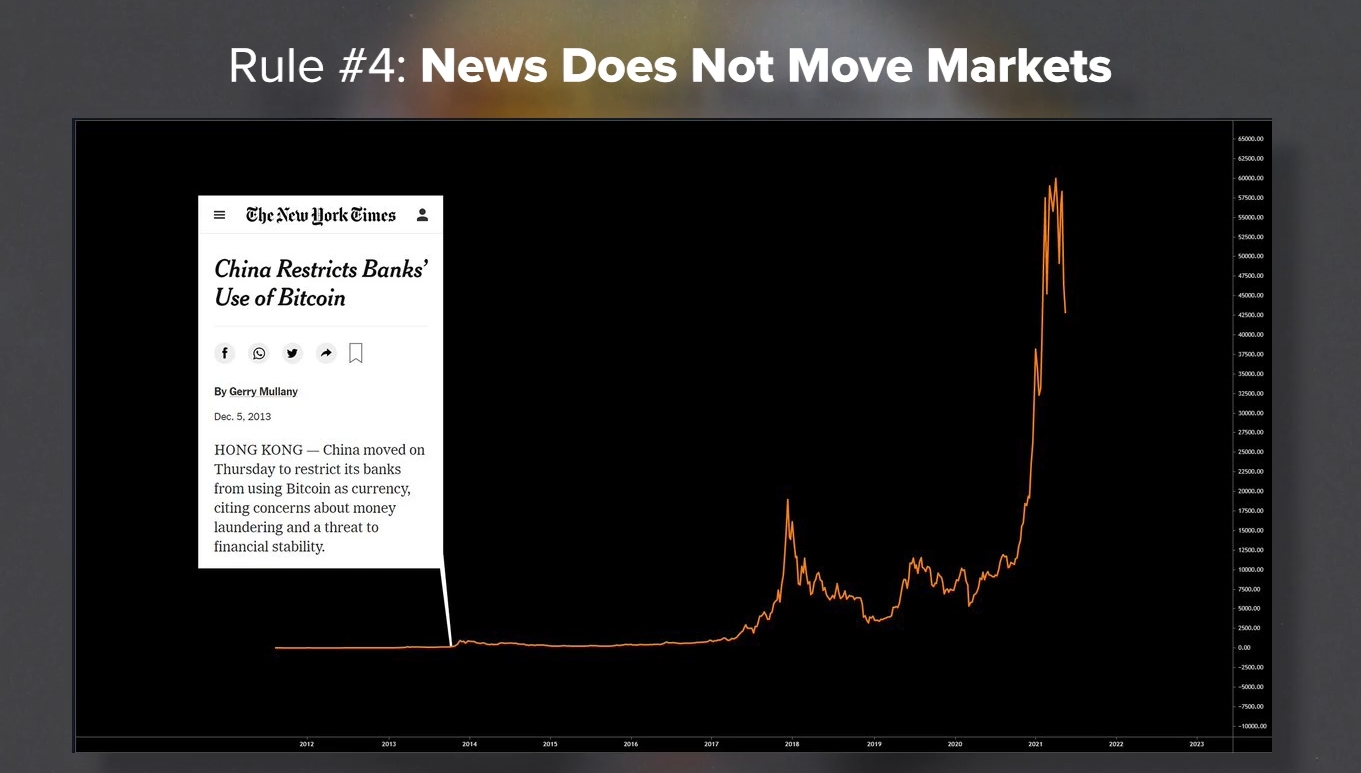 Rule #4: News Does Not Move Markets
The New York Times
China Restricts Banks’
Use of Bitcoin
By Gerry Mullany
Dec. 5, 2013
HONG KONG — China moved on
Thursday to restrict its banks
from using Bitcoin as currency,
citing concerns about money
laundering and a threat to
financial stability.
65000.00
62500.00
60000.00
57500.00
55000.00
52500.00
50000.00
47500.00
45000.00
42500.00
40000.00
37500.00
35000.00
32500.00
30000.00
27500.00
25000.00
22500.00
20000.00
17500.00
15000.00
12500.00
10000.00
7500.00
5000.00
2500.00
0.00
-2500.00
-5000.00
-7500.00
-10000.00
2012 2013 2014 2015 2016 2017 2018 2019 2020 2021 2022 2023